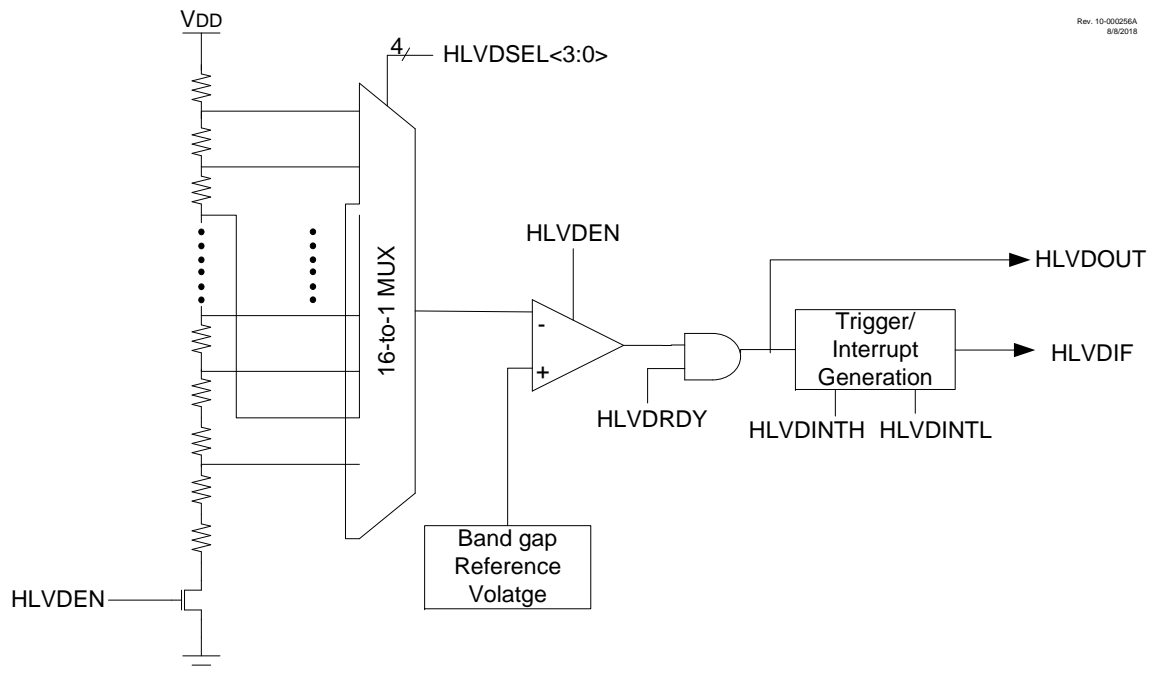 VDD
Rev. 10-000256A
8/8/2018
4
HLVDSEL<3:0>
16-to-1 MUX
HLVDEN
-
+
HLVDRDY
HLVDOUT
Trigger/
Interrupt
Generation
HLVDIF
HLVDINTH
HLVDINTL
Band gap
Reference
Volatge
HLVDEN